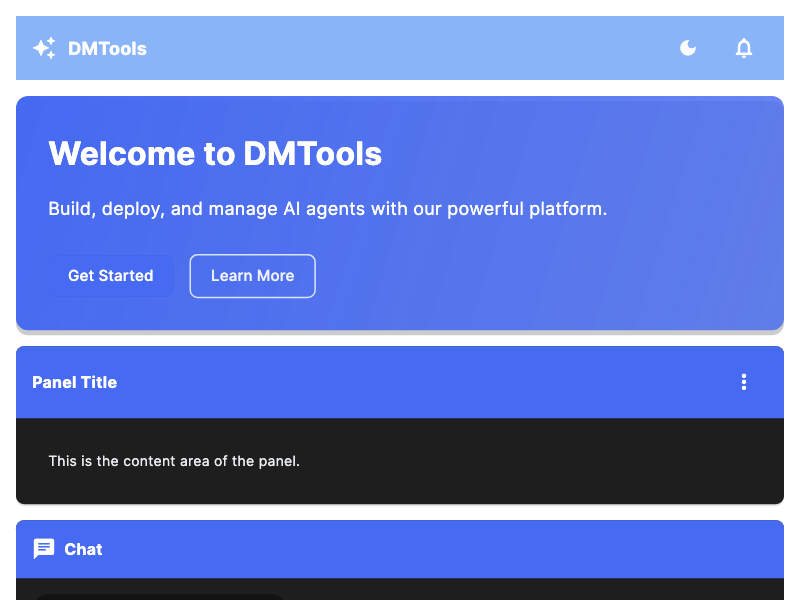 DMTools
Welcome to DMTools
Build, deploy, and manage AI agents with our powerful platform.
Get Started
Learn More
Panel Title
This is the content area of the panel.
Chat